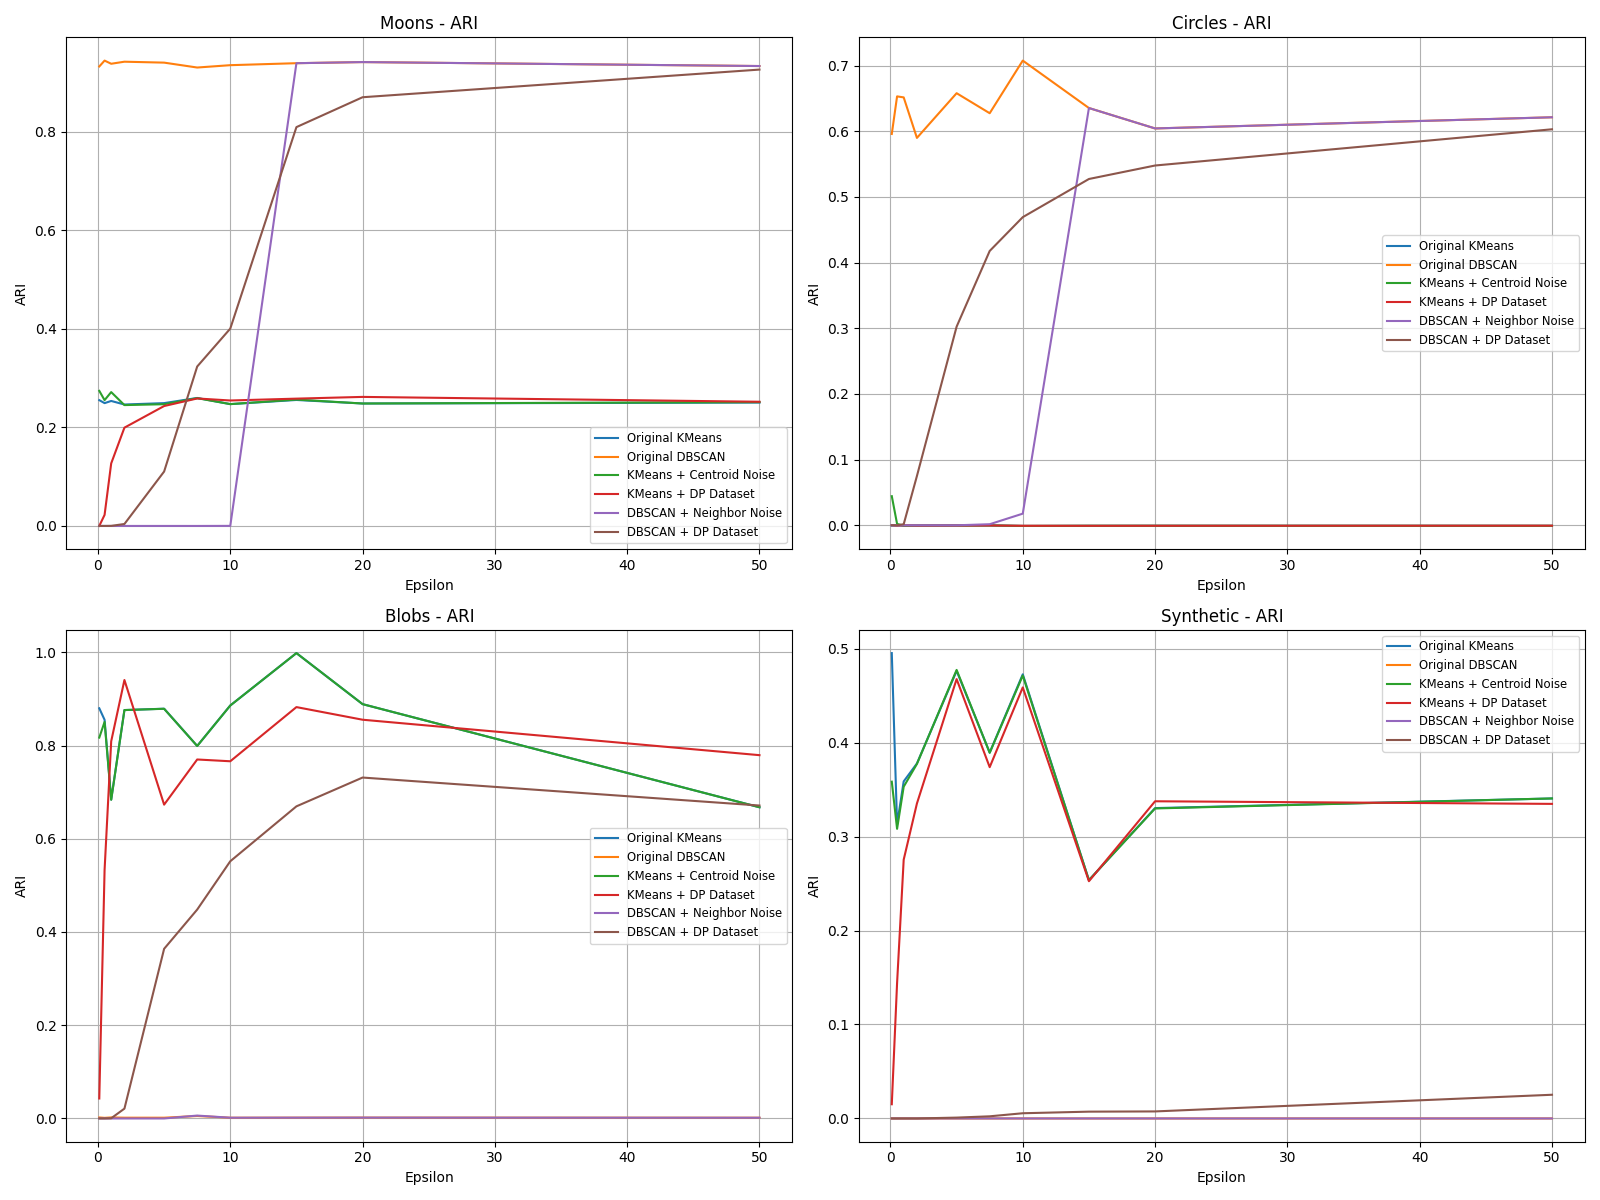 Moons - ARI
ARI
0.8
0.6
0.4
0.2
0.0
Original KMeans
Original DBSCAN
KMeans + Centroid Noise
KMeans + DP Dataset
DBSCAN + Neighbor Noise
DBSCAN + DP Dataset
0
10
20
30
40
50
Epsilon
Circles - ARI
ARI
0.7
0.6
0.5
0.4
0.3
0.2
0.1
0.0
Original KMeans
Original DBSCAN
KMeans + Centroid Noise
KMeans + DP Dataset
DBSCAN + Neighbor Noise
DBSCAN + DP Dataset
0
10
20
30
40
50
Epsilon
Blobs - ARI
ARI
1.0
0.8
0.6
0.4
0.2
0.0
Original KMeans
Original DBSCAN
KMeans + Centroid Noise
KMeans + DP Dataset
DBSCAN + Neighbor Noise
DBSCAN + DP Dataset
0
10
20
30
40
50
Epsilon
Synthetic - ARI
ARI
0.5
0.4
0.3
0.2
0.1
0.0
Original KMeans
Original DBSCAN
KMeans + Centroid Noise
KMeans + DP Dataset
DBSCAN + Neighbor Noise
DBSCAN + DP Dataset
0
10
20
30
40
50
Epsilon